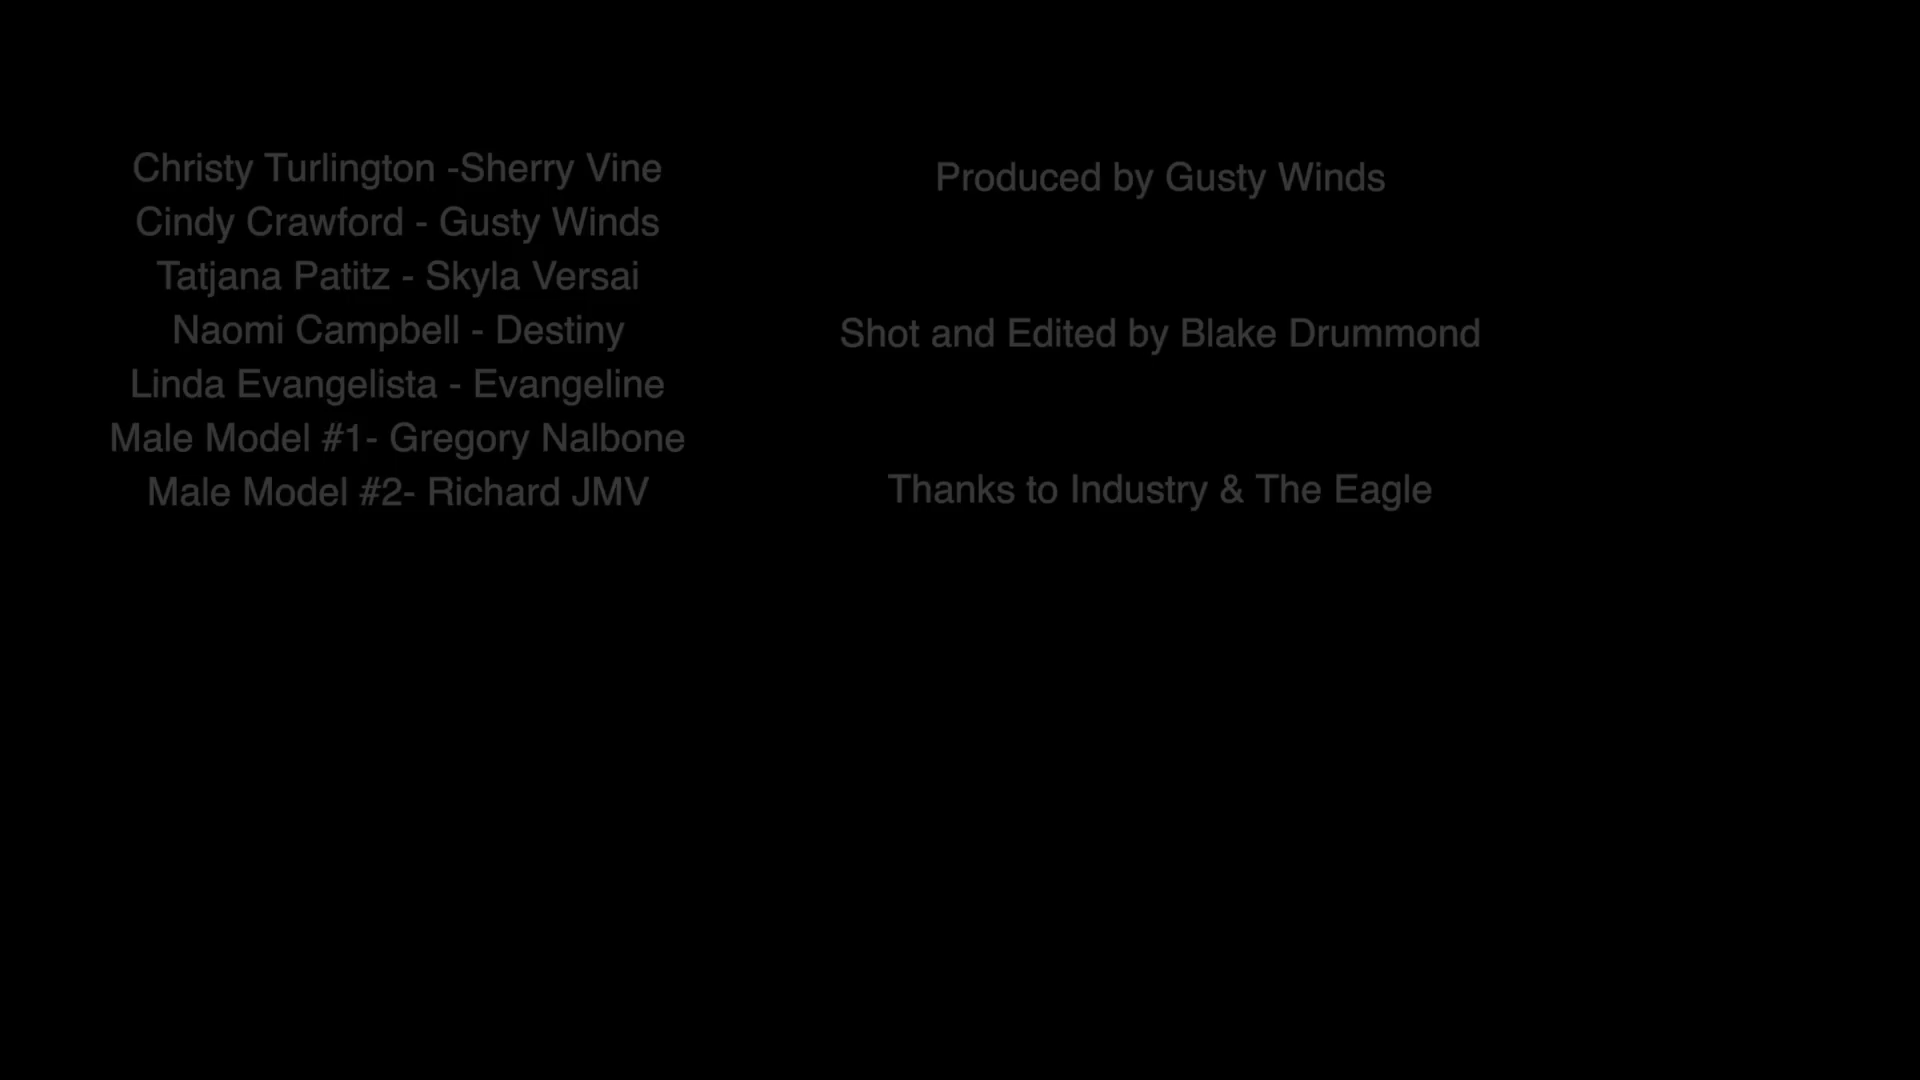 Christy Turlington -Sherry Vine
Cindy Crawford - Gusty Winds
Tatjana Patitz - Skyla Versai
Naomi Campbell - Destiny
Linda Evangelista - Evangeline
Male Model #1- Gregory Nalbone
Male Model #2- Richard JMV
Produced by Gusty Winds
Shot and Edited by Blake Drummond
Thanks to Industry & The Eagle